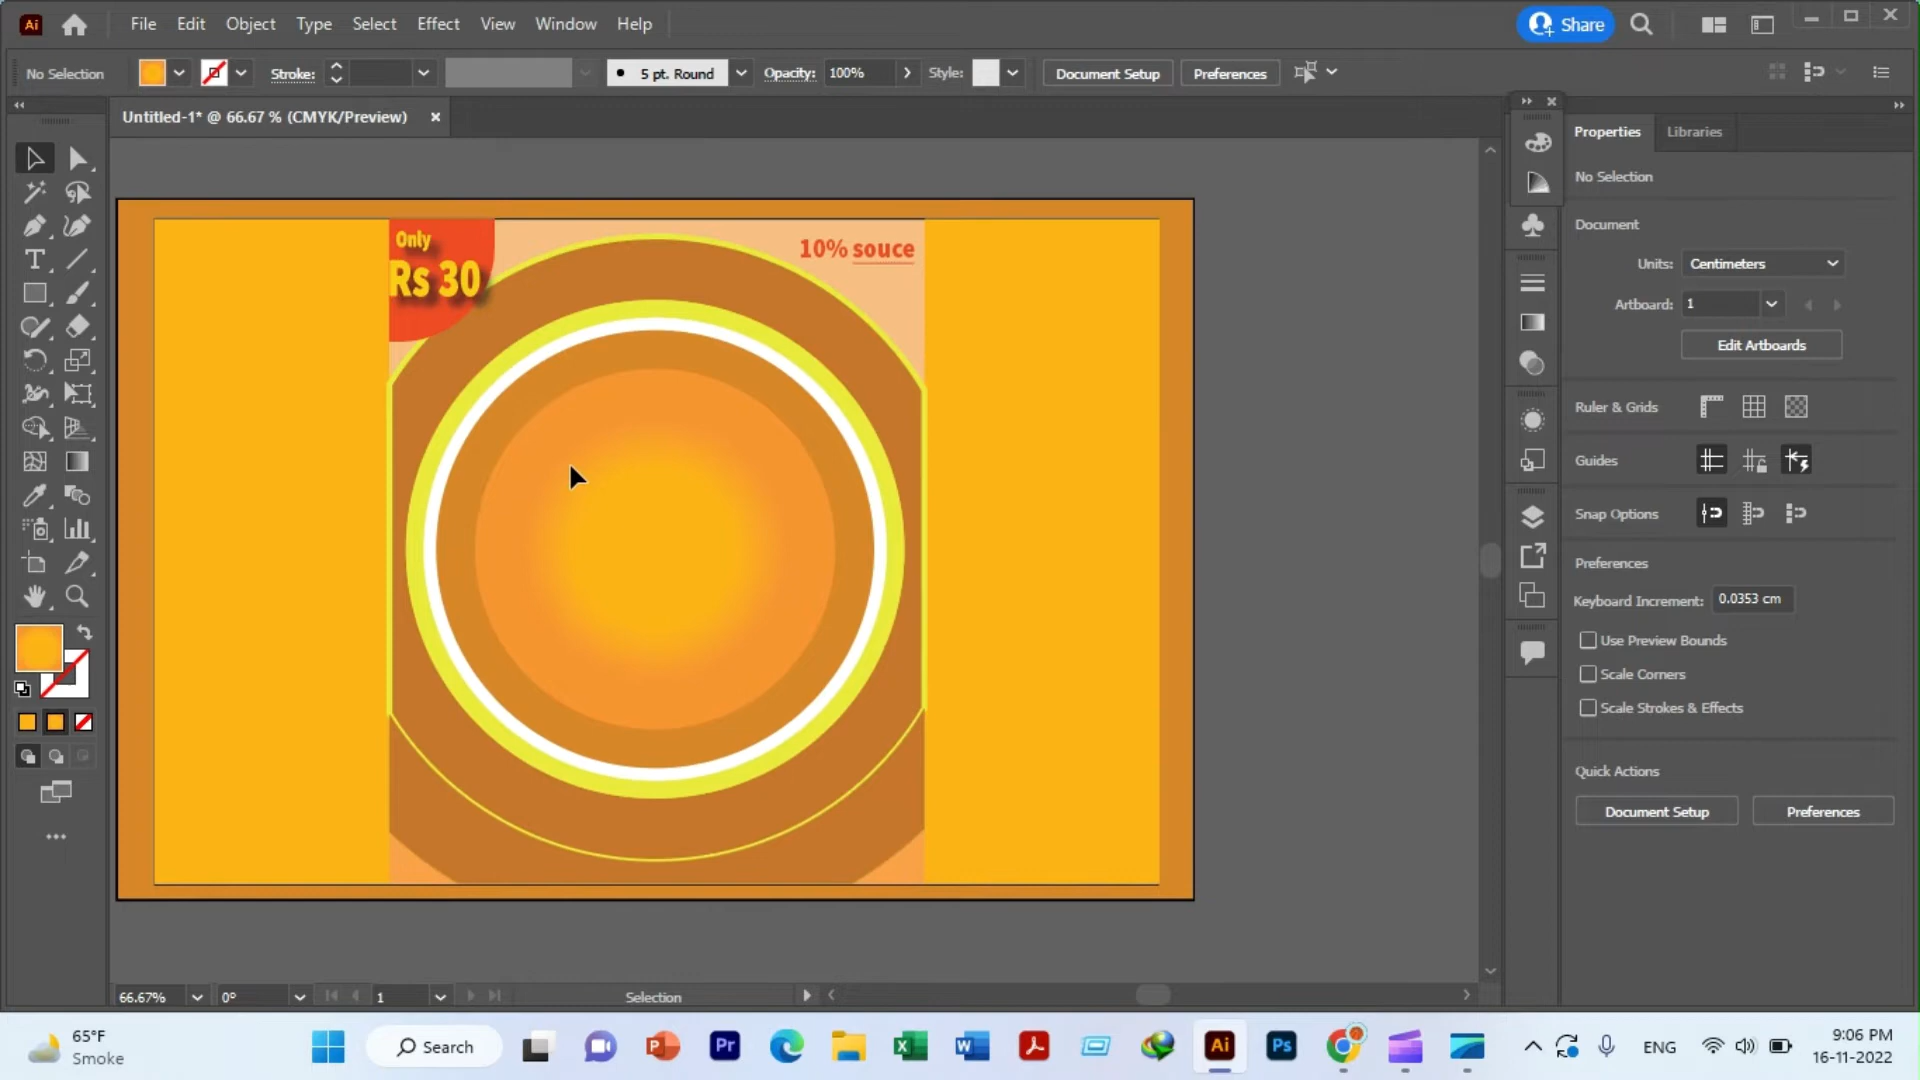 Ai File Edit Object Type Select Effect View Window Help Share
No Selection Stroke: 5 pt. Round Opacity: 100% Style: Document Setup Preferences
Untitled-1* @ 66.67 % (CMYK/Preview)
Properties Libraries
No Selection
Document
Units: Centimeters
Artboard: 1
Edit Artboards
Ruler & Grids
Guides
Snap Options
Preferences
Keyboard Increment: 0.0353 cm
Use Preview Bounds
Scale Corners
Scale Strokes & Effects
Quick Actions
Document Setup Preferences
Only
Rs 30
10% souce
66.67% 0° 1 Selection
65°F
Smoke
Search
P
Pr
X
W
Ai
Ps
ENG
9:06 PM
16-11-2022